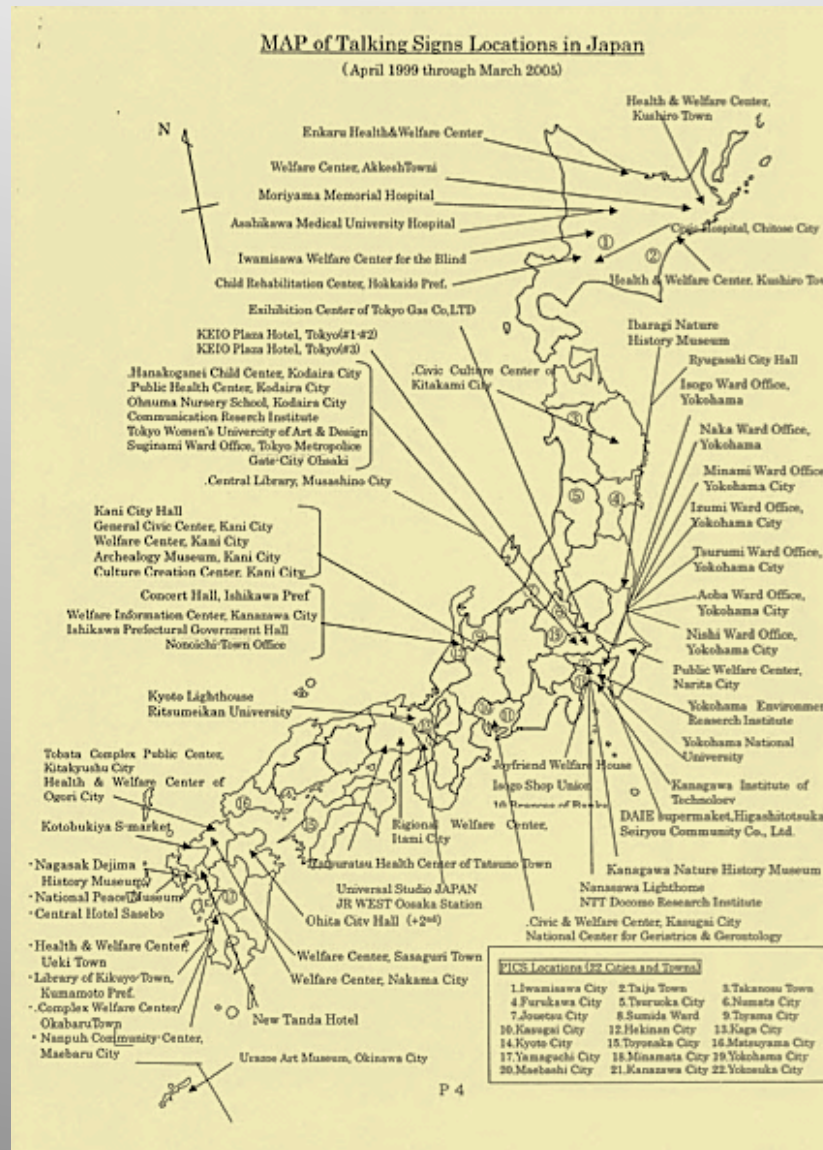 MAP of Talking Signs Locations in Japan
(April 1999 through March 2005)
N
Health & Welfare Center,
Kushiro Town
Enkaru Health&Welfare Center
Welfare Center, AkkeshTowni
Moriyama Memorial Hospital
Asahikawa Medical University Hospital
Civic Hospital, Chitose City
Iwamisawa Welfare Center for the Blind
①
②
Child Rehabilitation Center, Hokkaido Pref.
Health & Welfare Center, Kushiro Tow
Exihibition Center of Tokyo Gas Co,LTD
KEIO Plaza Hotel, Tokyo(#1-#2)
KEIO Plaza Hotel, Tokyo(#3)
.Hanakoganei Child Center, Kodaira City
.Public Health Center, Kodaira City
Ohnuma Nursery School, Kodaira City
Communication Reserch Institute
Tokyo Women's Univercity of Art & Design
Suginami Ward Office, Tokyo Metropolice
Gate-City Ohsaki
.Central Library, Musashino City
.Civic Culture Center o
Kitakami City
③
⑤
④
Ibaragi Nature
History Museum
Ryugasaki City Hall
Isogo Ward Office,
Yokohama
Naka Ward Office,
Yokohama
Minami Ward Office
Yokohama City
Izumi Ward Office,
Yokohama City
Tsurumi Ward Office,
Yokohama City
Aoba Ward Office,
Yokohama City
Nishi Ward Office,
Yokohama City
Public Welfare Center,
Narita City
Yokohama Environmen
Reaserch Institute
Yokohama National
University
Kanagawa Institute of
DAIE supermaket,Higashitotsuka
Seiryou Community Co., Ltd.
Kanagawa Nature History Museum
Nanasawa Lighthome
NTT Docomo Research Institute
.Civic & Welfare Center, Kasugai City
National Center for Geriatrics & Gerontology
Kani City Hall
General Civic Center, Kani City
Welfare Center, Kani City
Archealogy Museum, Kani City
Culture Creation Center, Kani City
Concert Hall, Ishikawa Pref
Welfare Information Center, Kanazawa City
Ishikawa Prefectural Government Hall
Nonoichi-Town Office
Kyoto Lighthouse
Ritsumeikan University
Joyfriend Welfare House
Isogo Shop Union
Tobata Complex Public Center,
Kitakyushu City
Health & Welfare Center of
Ogori City
Kotobukiya S-market
Rigional Welfare Center,
Itami City
Health Center of Tatsuno Town
Universal Studio JAPAN
JR WEST Oosaka Station
Ohita City Hall (+2nd)
Welfare Center, Sasaguri Town
Welfare Center, Nakama City
New Tanda Hotel
・Nagasak Dejima
History Museum
・National Peace Museum
・Central Hotel Sasebo
・Health & Welfare Center,
Ueki Town
・Library of Kikuyo-Town,
Kumamoto Pref.
・.Complex Welfare Center
OkabaruTown
・Nanpuh Community-Center,
Maebaru City
Urazoe Art Museum, Okinawa City
PICS Locations (22 Cities and Towns)
1.Iwamisawa City 2.Taiju Town 3.Takanosu Town
4.Furukawa City 5.Tsuruoka City 6.Numata City
7.Jouetsu City 8.Sumida Ward 9.Toyama City
10.Kasugai City 12.Hekinan City 13.Kaga City
14.Kyoto City 15.Toyonaka City 16.Matsuyama City
17.Yamaguchi City 18.Minamata City 19.Yokohama City
20.Maebashi City 21.Kanazawa City 22.Yokosuka City
P 4